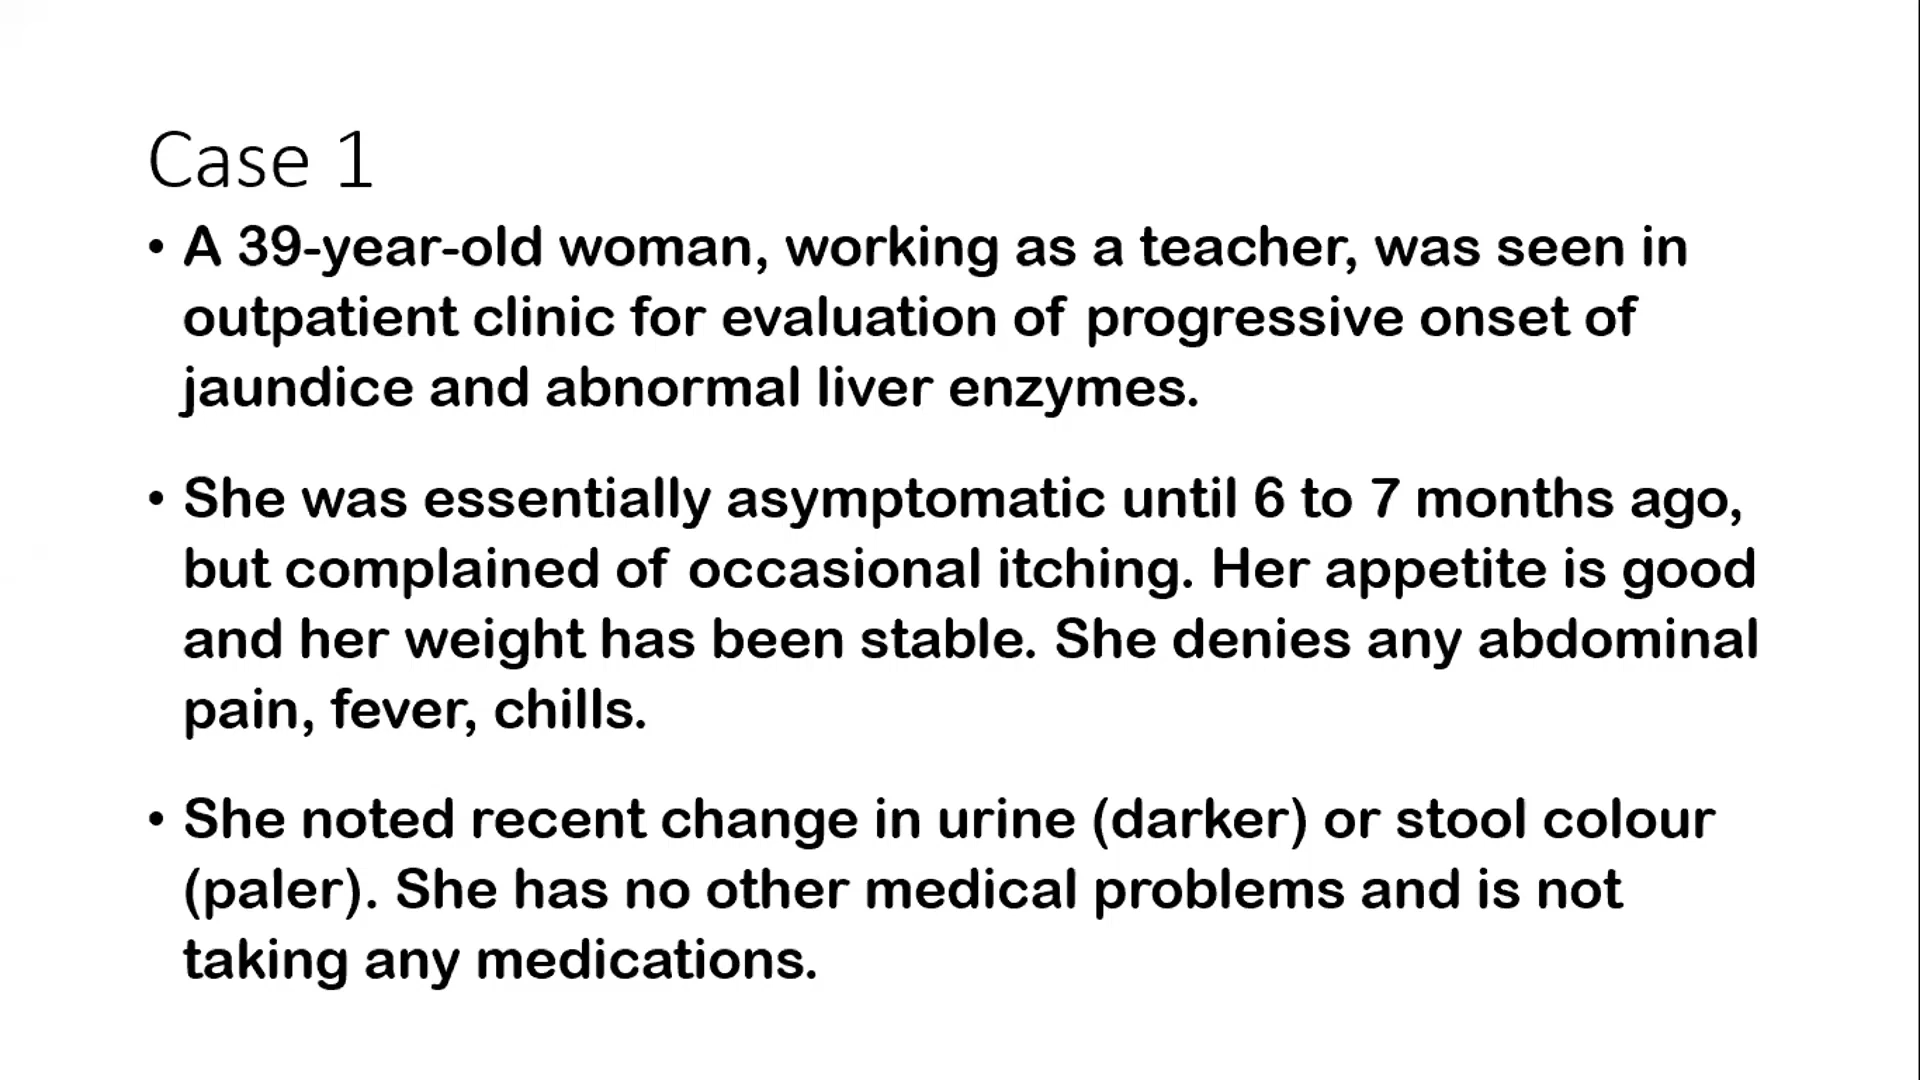 Case 1
• A 39-year-old woman, working as a teacher, was seen in
outpatient clinic for evaluation of progressive onset of
jaundice and abnormal liver enzymes.
• She was essentially asymptomatic until 6 to 7 months ago,
but complained of occasional itching. Her appetite is good
and her weight has been stable. She denies any abdominal
pain, fever, chills.
• She noted recent change in urine (darker) or stool colour
(paler). She has no other medical problems and is not
taking any medications.